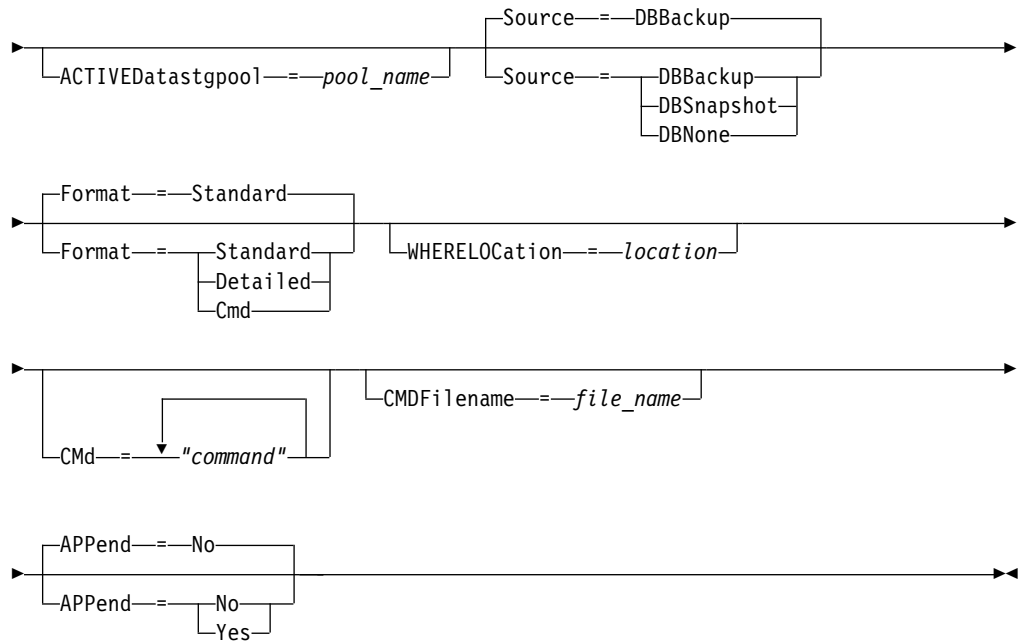 Source = DBBackup
ACTIVEDatastgpool = pool_name Source = DBBackup
DBSnapshot
DBNone
Format = Standard
Format = Standard WHERELOCation = location
Detailed
Cmd
CMDFilename = file_name
CMd = "command"
APPend = No
APPend = No
Yes